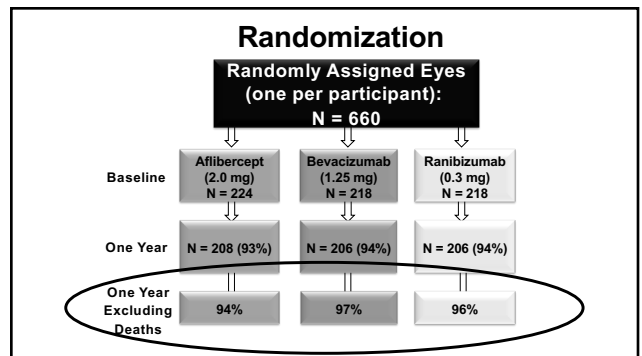 Randomization
Randomly Assigned Eyes
(one per participant):
N = 660
Baseline
Aflibercept
(2.0 mg)
N = 224
Bevacizumab
(1.25 mg)
N = 218
Ranibizumab
(0.3 mg)
N = 218
One Year
N = 208 (93%)
N = 206 (94%)
N = 206 (94%)
One Year
Excluding
Deaths
94%
97%
96%